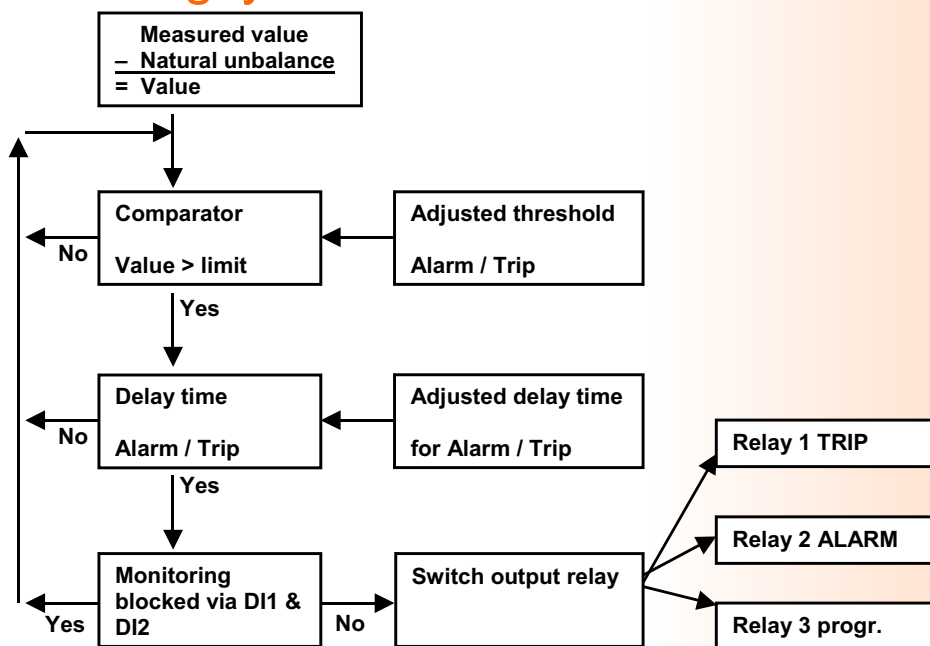 Measured value
– Natural unbalance
= Value
Comparator
Value > limit
Adjusted threshold
Alarm / Trip
No
Yes
Delay time
Alarm / Trip
Adjusted delay time
for Alarm / Trip
No
Yes
Relay 1 TRIP
Relay 2 ALARM
Relay 3 progr.
Monitoring
blocked via DI1 &
DI2
Switch output relay
Yes
No